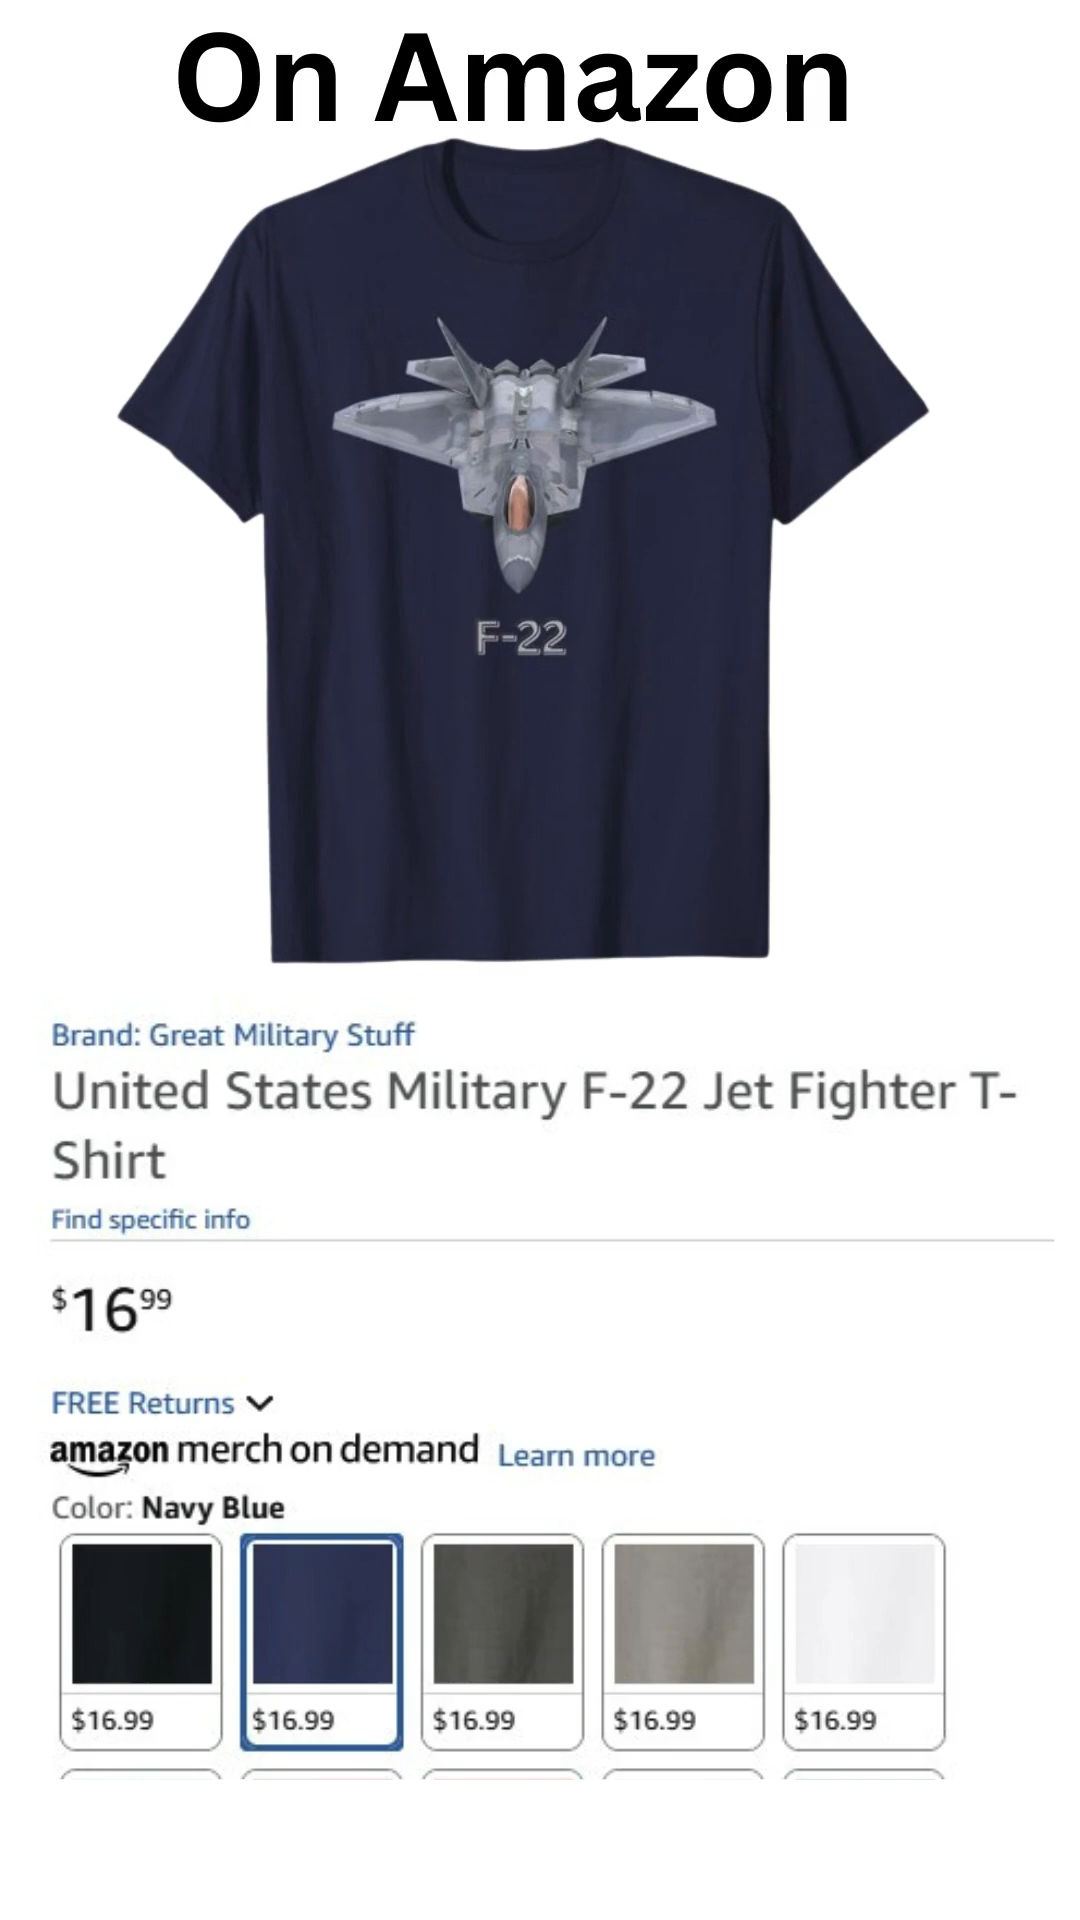 On Amazon
F-22
Brand: Great Military Stuff
United States Military F-22 Jet Fighter T-
Shirt
Find specific info
$1699
FREE Returns
amazon merch on demand Learn more
Color: Navy Blue
$16.99 $16.99 $16.99 $16.99 $16.99